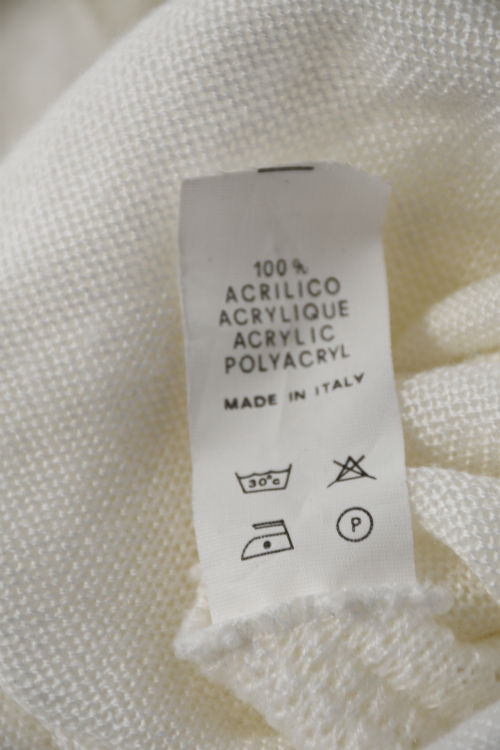 100 %
ACRILICO
ACRYLIQUE
ACRYLIC
POLYACRYL
MADE IN ITALY
30°c
P